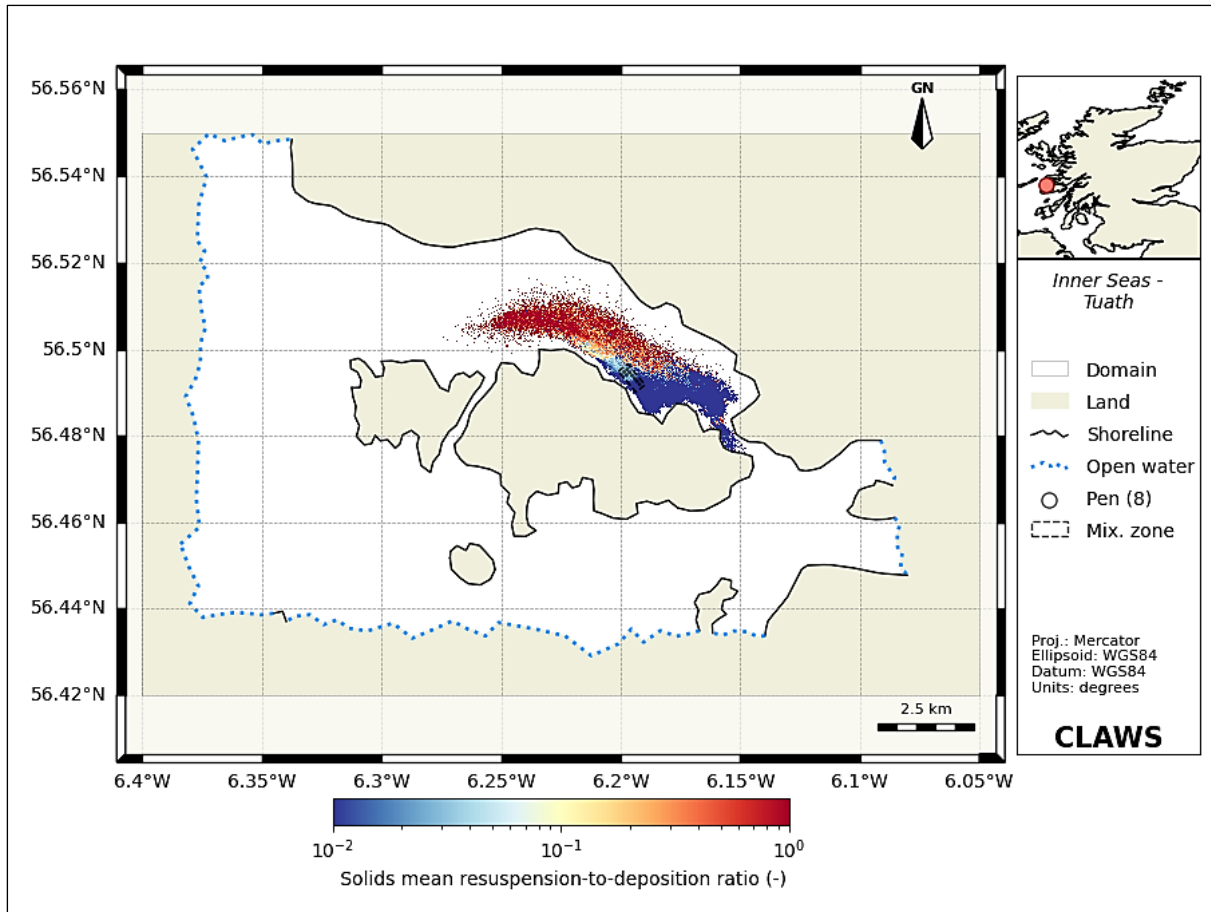 GN
56.56°N
56.54°N
56.52°N
56.5°N
56.48°N
56.46°N
56.44°N
56.42°N
6.4°W
6.35°W
6.3°W
6.25°W
6.2°W
6.15°W
6.1°W
6.05°W
2.5 km
Inner Seas -
Tuath
Domain
Land
Shoreline
Open water
Pen (8)
Mix. zone
Proj.: Mercator
Ellipsoid: WGS84
Datum: WGS84
Units: degrees
CLAWS
10⁻²
10⁻¹
10⁰
Solids mean resuspension-to-deposition ratio (-)